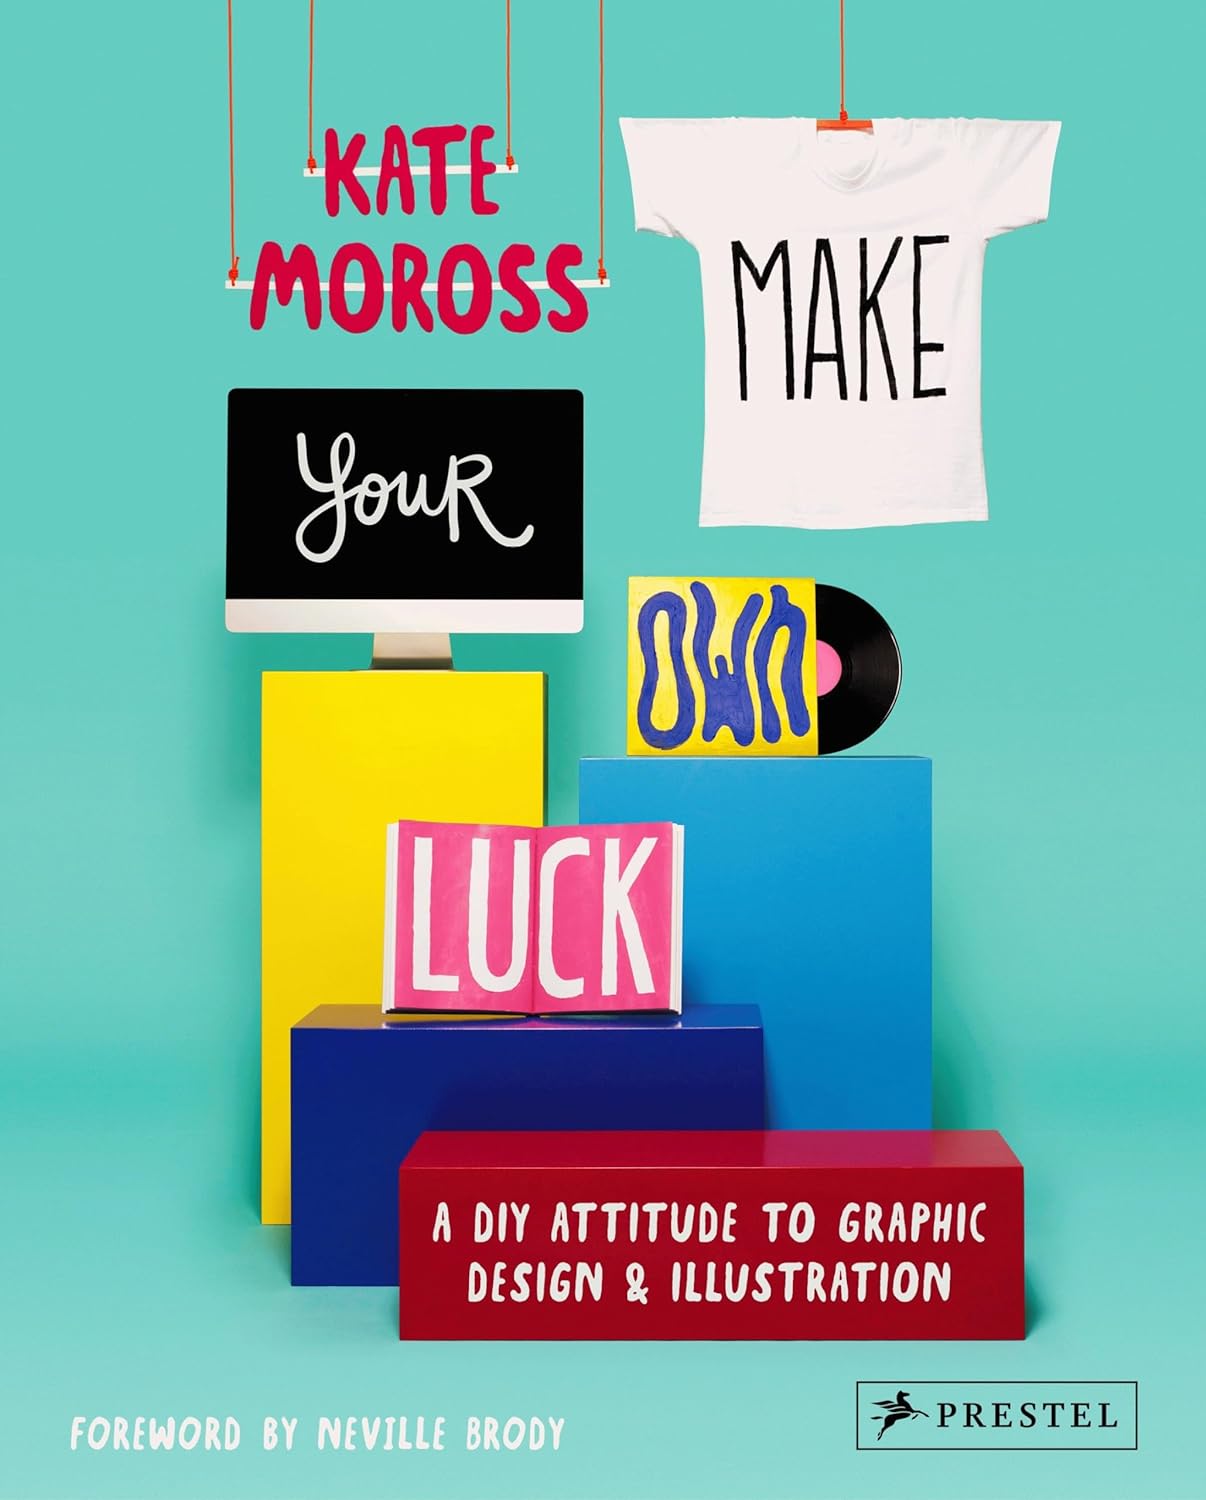 KATE
MOROSS
MAKE
YOUR
OWN
LUCK
A DIY ATTITUDE TO GRAPHIC
DESIGN & ILLUSTRATION
FOREWORD BY NEVILLE BRODY
PRESTEL